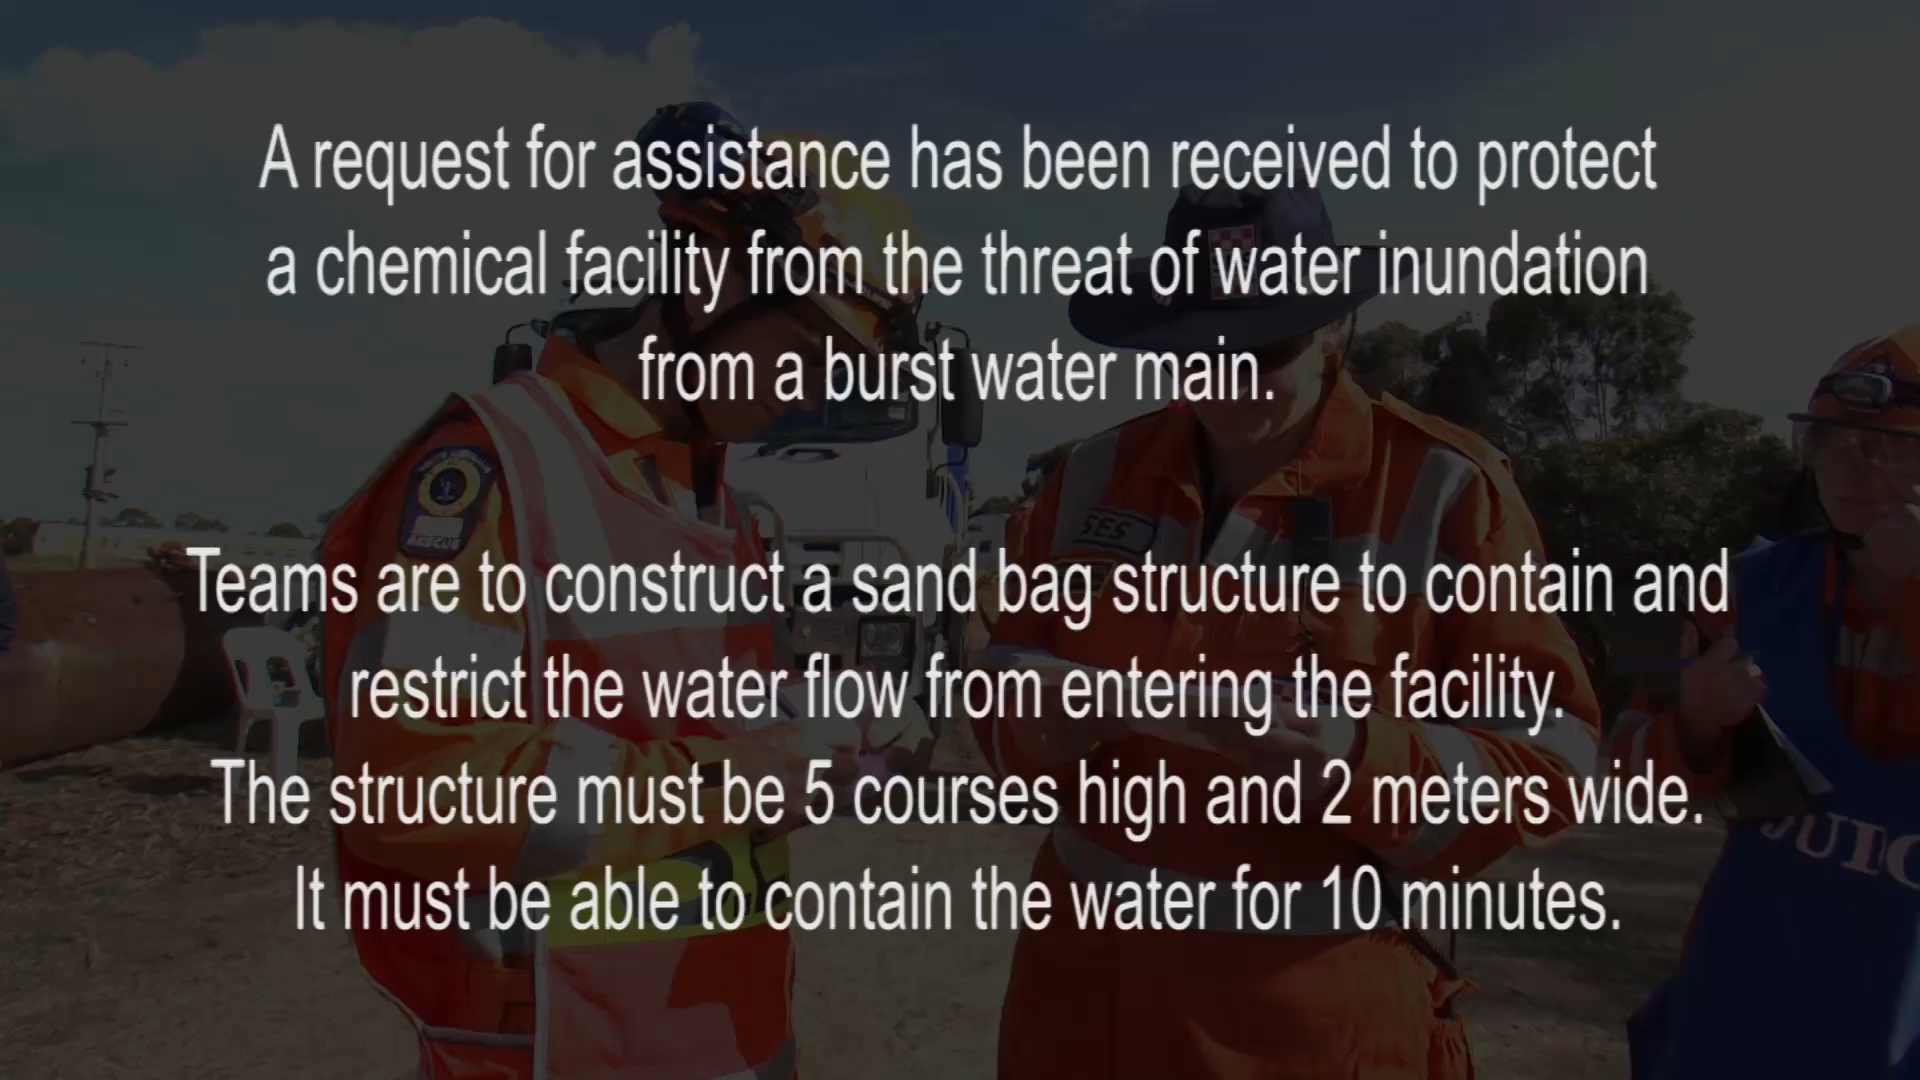 A request for assistance has been received to protect
a chemical facility from the threat of water inundation
from a burst water main.
Teams are to construct a sand bag structure to contain and
restrict the water flow from entering the facility.
The structure must be 5 courses high and 2 meters wide.
It must be able to contain the water for 10 minutes.
SES
RESCUE